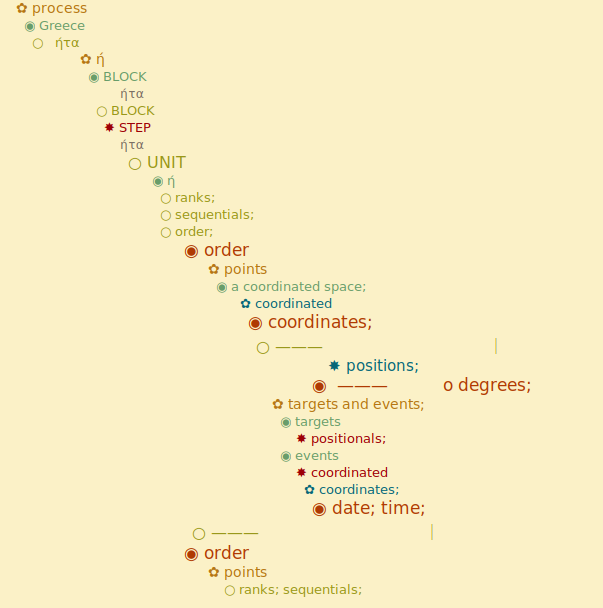 ✿ process
◉ Greece
○ ήτα
✿ ή
◉ BLOCK
ήτα
○ BLOCK
✸ STEP
ήτα
○ UNIT
◉ ή
○ ranks;
○ sequentials;
○ order;
◉ order
✿ points
◉ a coordinated space;
✿ coordinated
◉ coordinates;
○ ——— |
✸ positions;
◉ ——— o degrees;
✿ targets and events;
◉ targets
✸ positionals;
◉ events
✸ coordinated
✿ coordinates;
◉ date; time;
○ ——— |
◉ order
✿ points
○ ranks; sequentials;